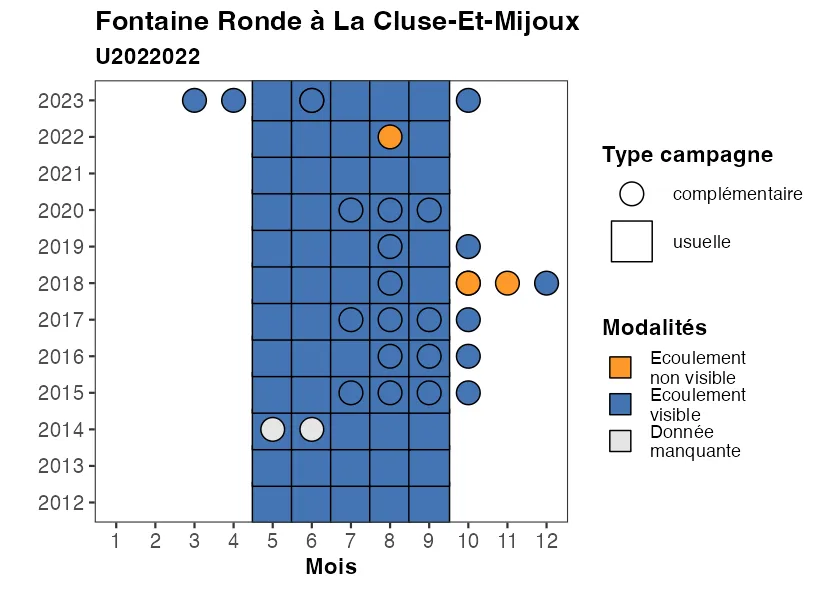 Fontaine Ronde à La Cluse-Et-Mijoux
U2022022
2023
2022
2021
2020
2019
2018
2017
2016
2015
2014
2013
2012
1 2 3 4 5 6 7 8 9 10 11 12
Mois
Type campagne
complémentaire
usuelle
Modalités
Ecoulement
non visible
Ecoulement
visible
Donnée
manquante